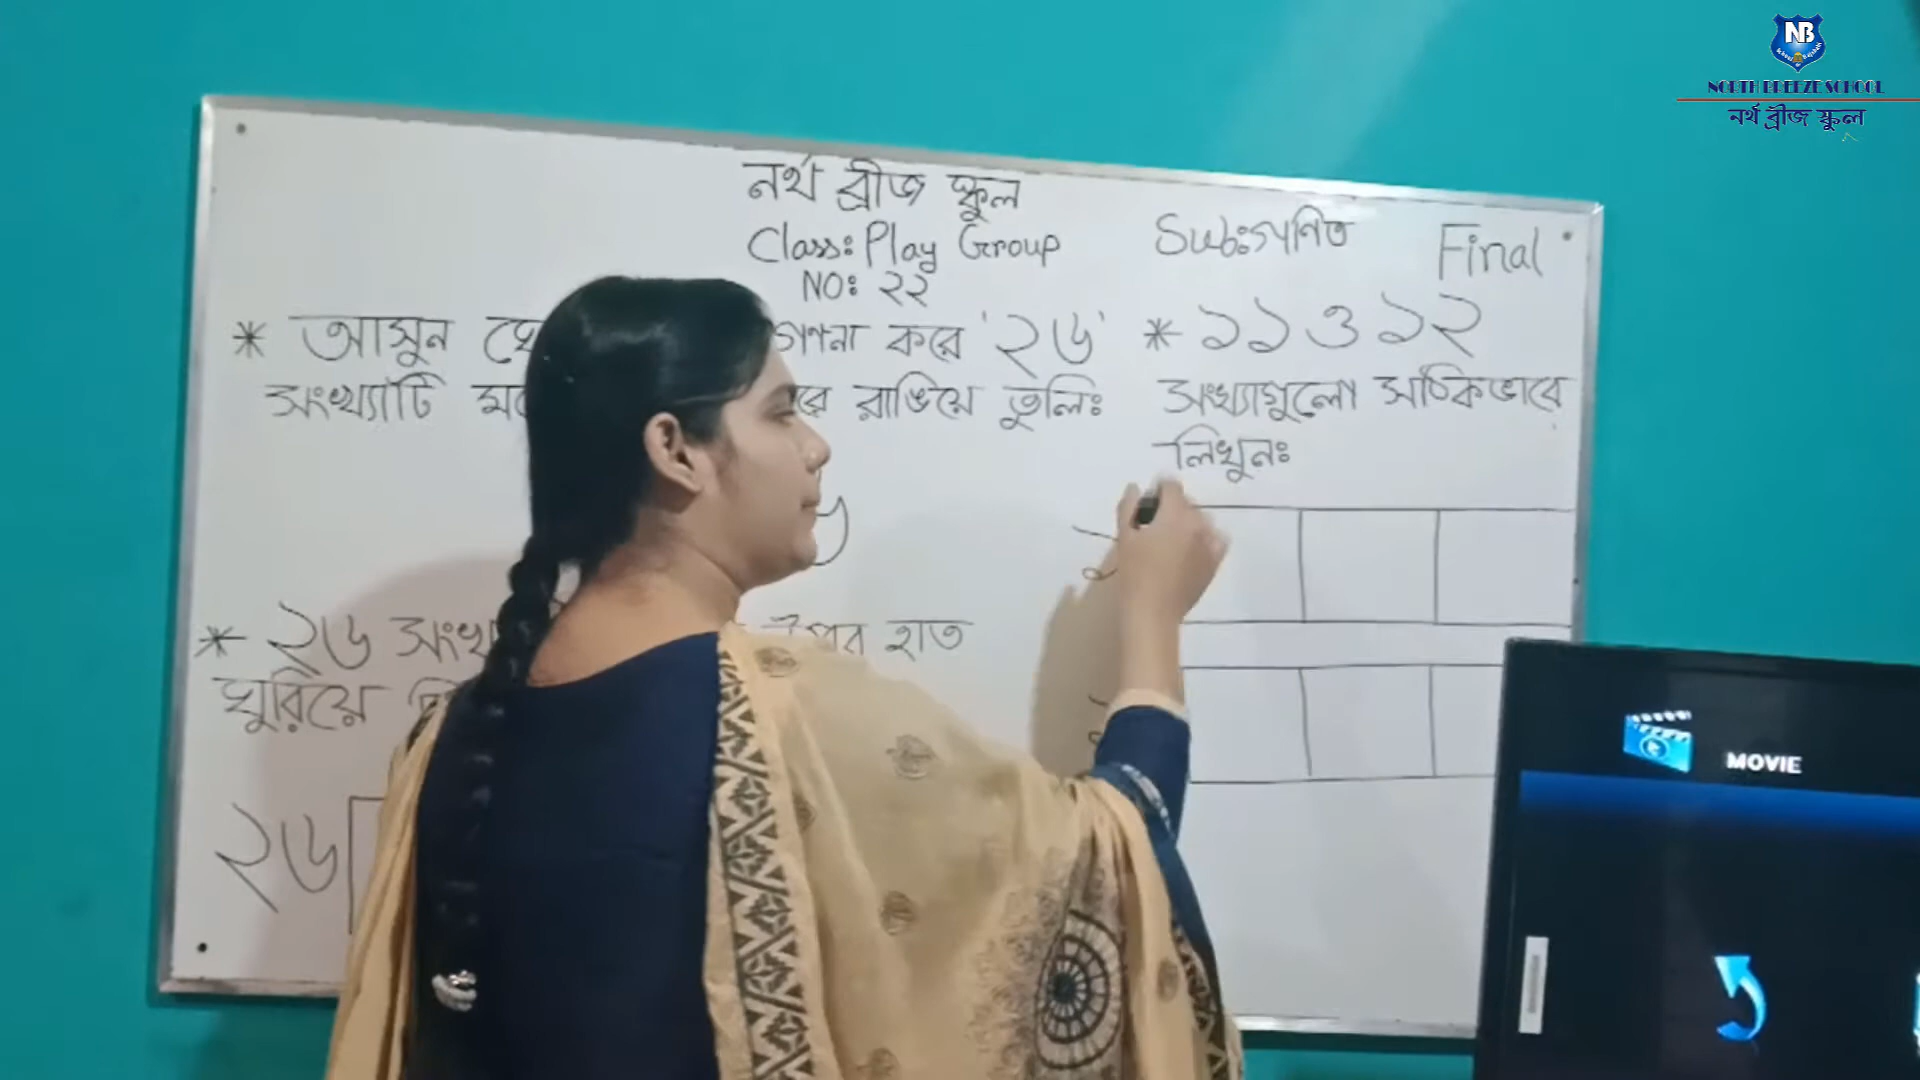 NB
NORTH BREEZE SCHOOL
নর্থ ব্রীজ স্কুল
নর্থ ব্রীজ স্কুল
Class: Play Group
Sub: গণিত
Final
NO: ২২
* আসুন গণনা করে '২৬'
সংখ্যাটি রাঙিয়ে তুলি:
* ২৬ হাত
ঘুরিয়ে
২৬
* ১১ ও ১২
সংখ্যাগুলো সঠিকভাবে
লিখুন:
MOVIE